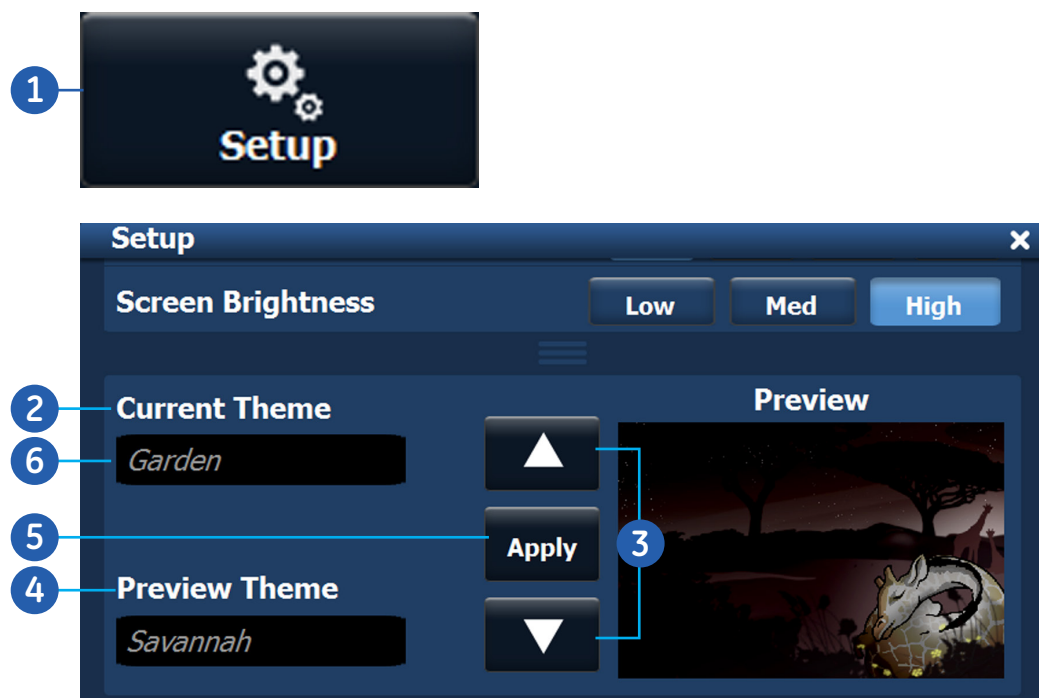 1
Setup
Setup
Screen Brightness
Low
Med
High
2
Current Theme
Preview
6
Garden
5
Apply
3
4
Preview Theme
Savannah